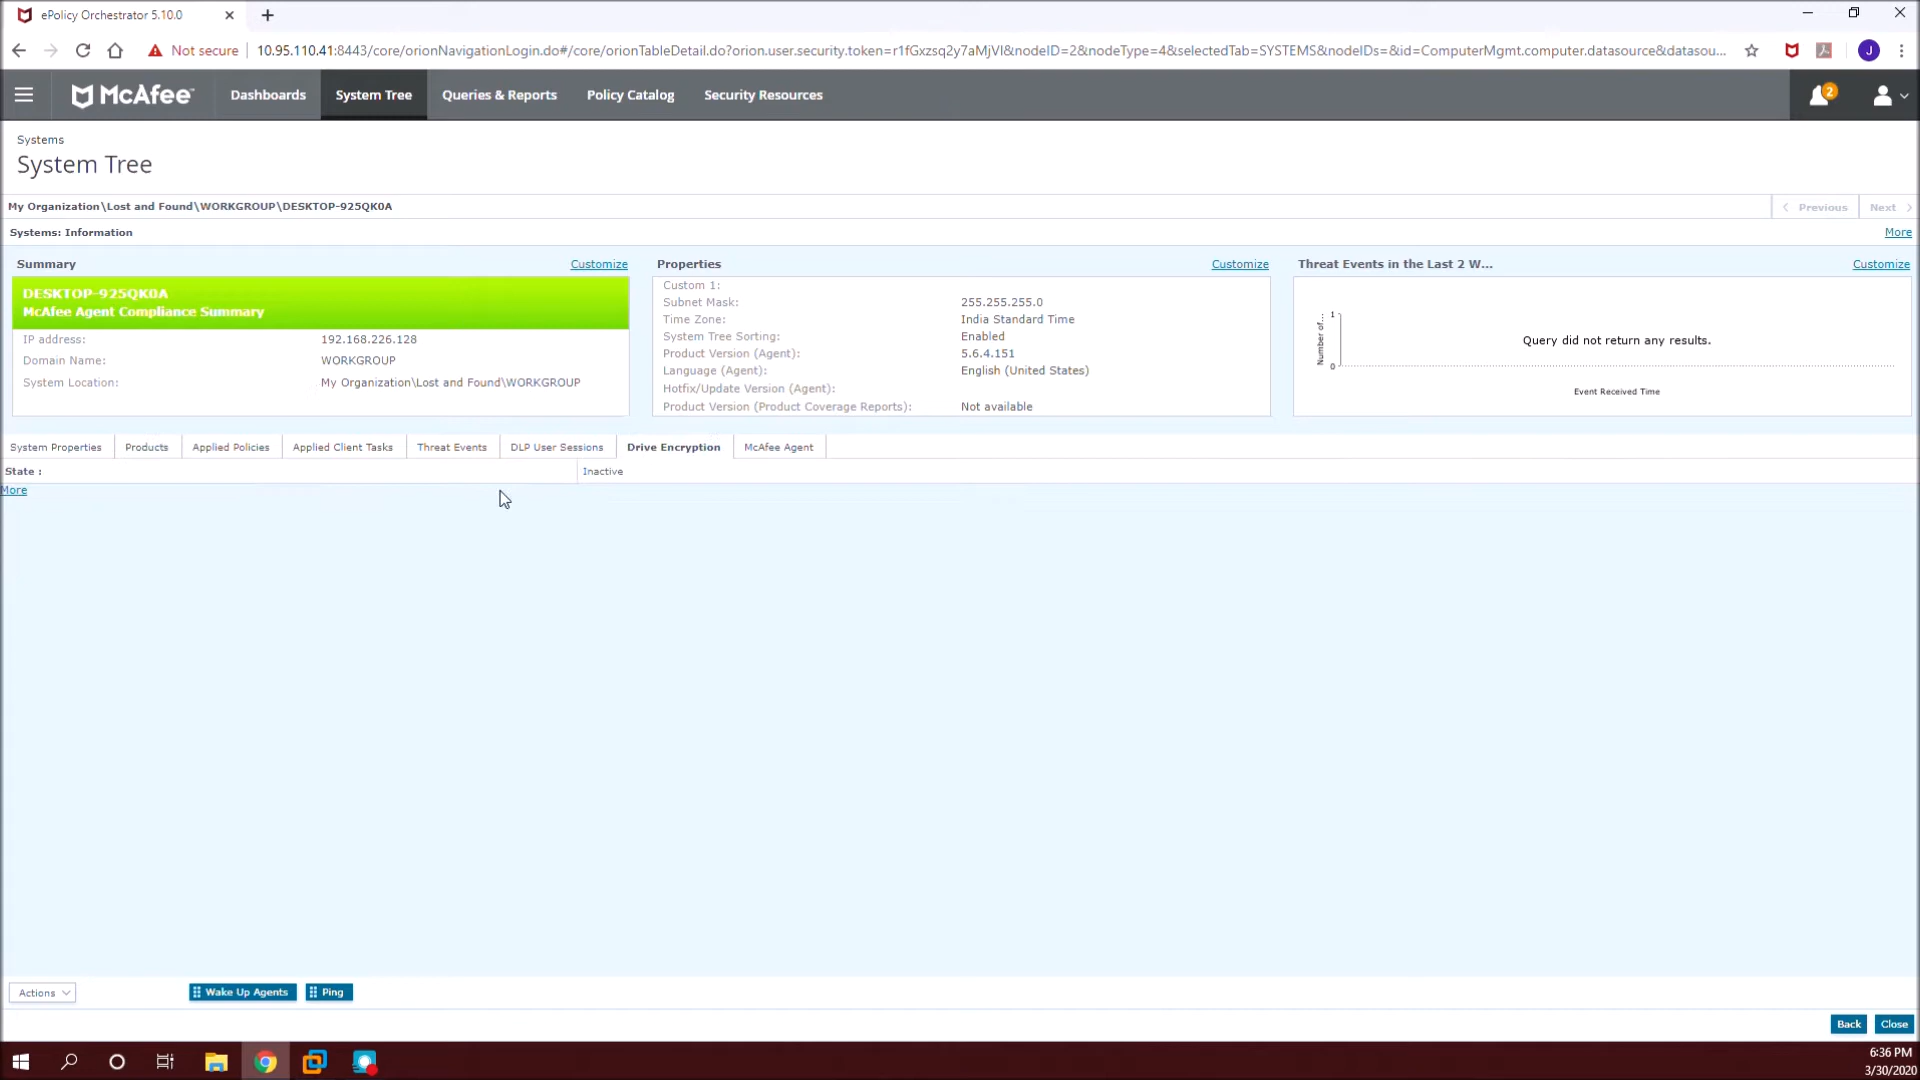 ePolicy Orchestrator 5.10.0
Not secure
10.95.110.41:8443/core/orionNavigationLogin.do#/core/orionTableDetail.do?orion.user.security.token=r1fGxzsq2y7aMjVI&nodeID=2&nodeType=4&selectedTab=SYSTEMS&nodeIDs=&id=ComputerMgmt.computer.datasource&datasou...
J
McAfee™
Dashboards
System Tree
Queries & Reports
Policy Catalog
Security Resources
2
Systems
System Tree
My Organization\Lost and Found\WORKGROUP\DESKTOP-925QK0A
Previous
Next
Systems: Information
More
Summary
Customize
DESKTOP-925QK0A
McAfee Agent Compliance Summary
IP address: 192.168.226.128
Domain Name: WORKGROUP
System Location: My Organization\Lost and Found\WORKGROUP
Properties
Customize
Custom 1:
Subnet Mask: 255.255.255.0
Time Zone: India Standard Time
System Tree Sorting: Enabled
Product Version (Agent): 5.6.4.151
Language (Agent): English (United States)
Hotfix/Update Version (Agent):
Product Version (Product Coverage Reports): Not available
Threat Events in the Last 2 W...
Customize
Number of...
1
0
Query did not return any results.
Event Received Time
System Properties
Products
Applied Policies
Applied Client Tasks
Threat Events
DLP User Sessions
Drive Encryption
McAfee Agent
State : Inactive
More
Actions
Wake Up Agents
Ping
Back
Close
6:36 PM
3/30/2020